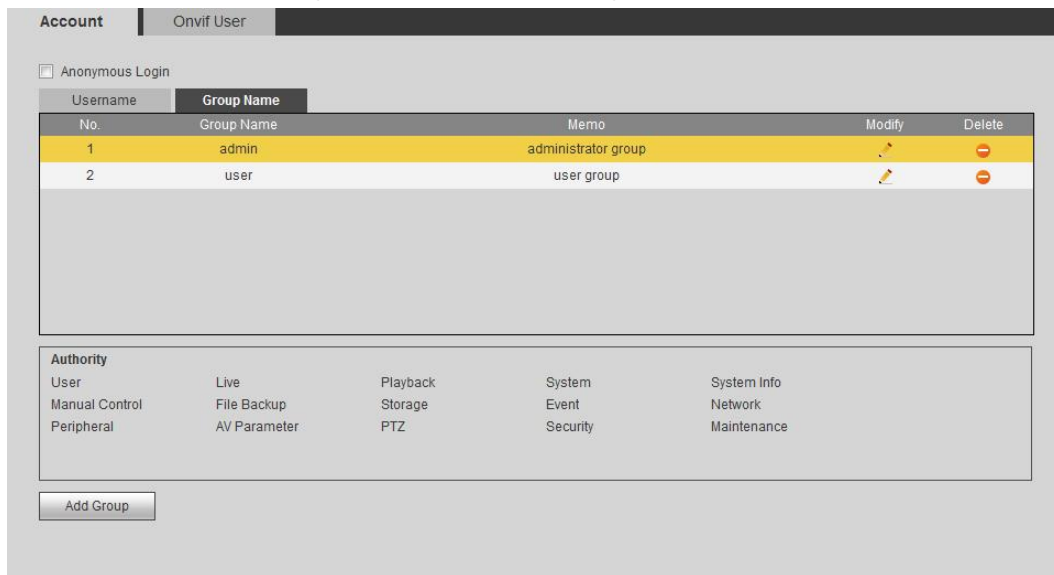 Account Onvif User
Anonymous Login
Username Group Name
No. Group Name Memo Modify Delete
1 admin administrator group
2 user user group
Authority
User Live Playback System System Info
Manual Control File Backup Storage Event Network
Peripheral AV Parameter PTZ Security Maintenance
Add Group